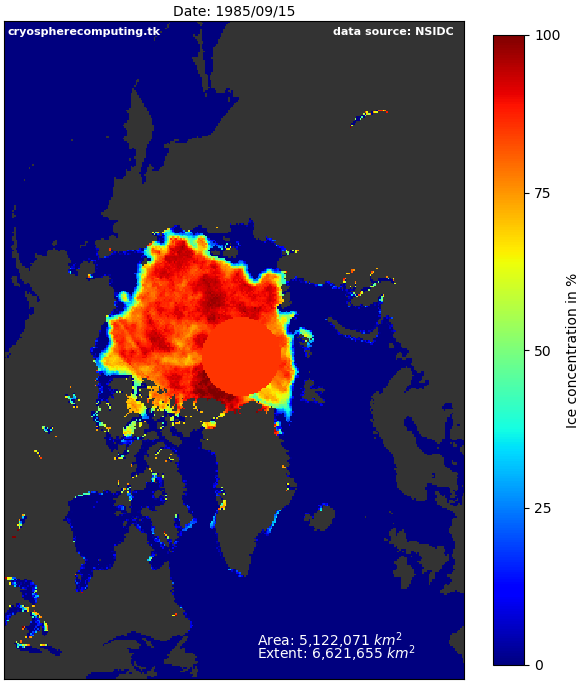 Date: 1985/09/15
cryospherecomputing.tk
data source: NSIDC
100
75
50
25
0
Ice concentration in %
Area: 5,122,071 km²
Extent: 6,621,655 km²